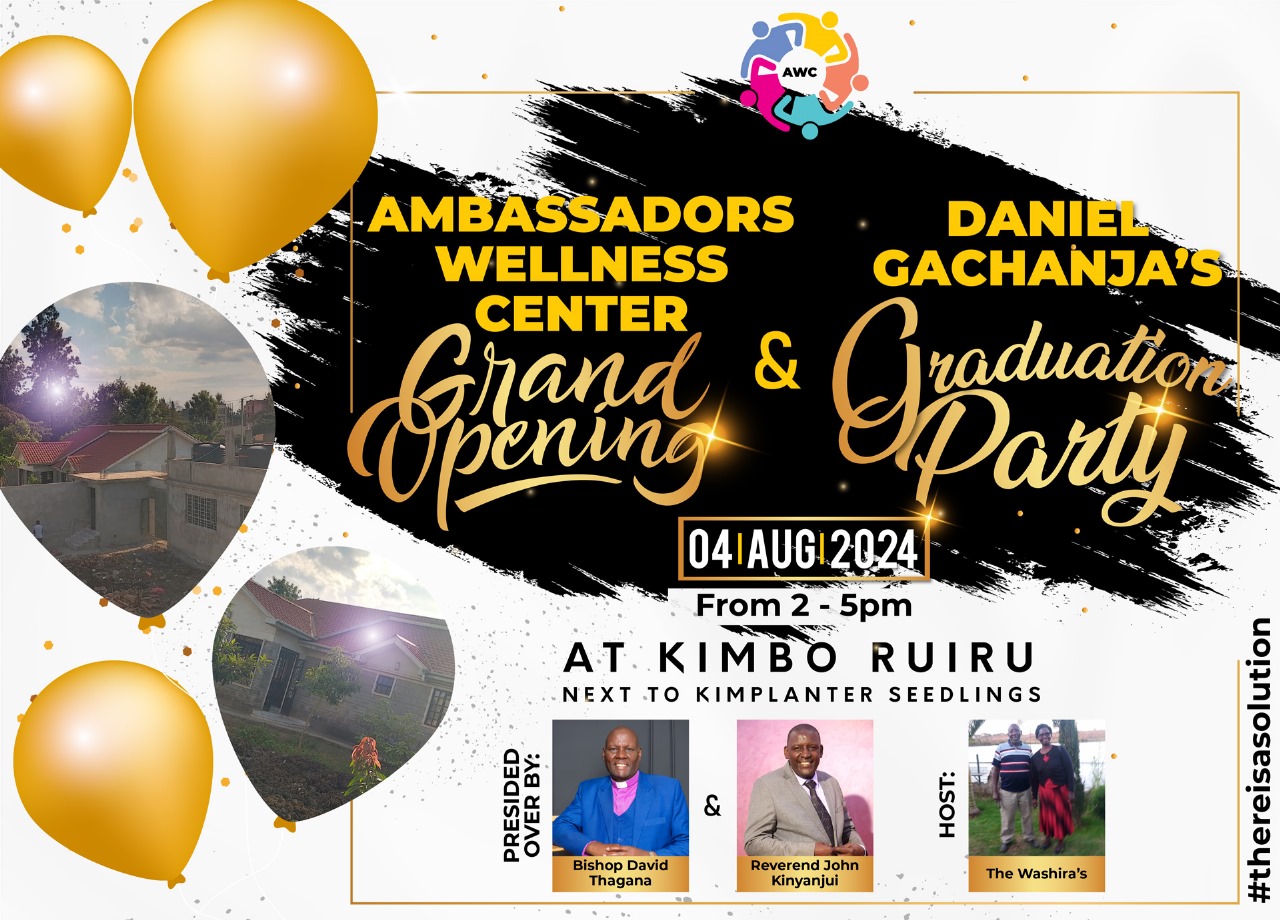 AWC
AMBASSADORS
WELLNESS
CENTER
Grand
Opening
&
DANIEL
GACHANJA'S
Graduation
Party
04|AUG|2024
From 2 - 5pm
AT KIMBO RUIRU
NEXT TO KIMPLANTER SEEDLINGS
PRESIDED
OVER BY:
Bishop David
Thagana
&
Reverend John
Kinyanjui
HOST:
The Washira's
#thereisasolution